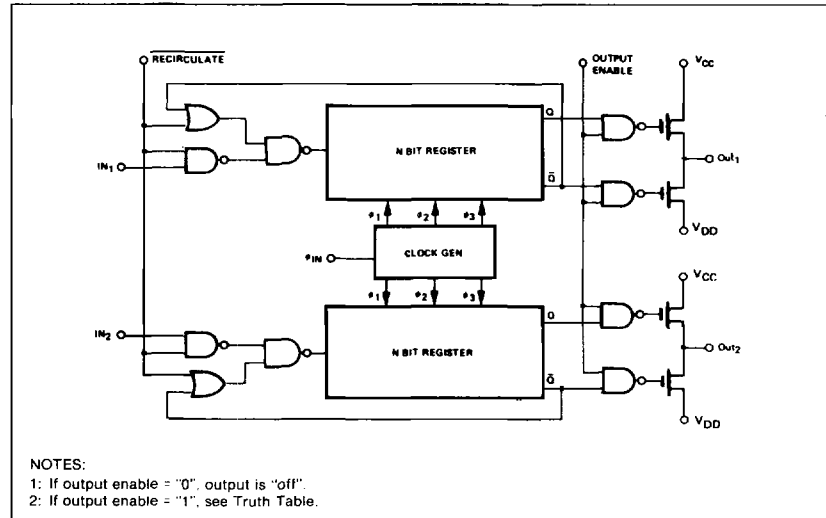 RECIRCULATE
OUTPUT
ENABLE
VCC
Q
N BIT REGISTER
IN1
Out1
Q̄
ϕ1 ϕ2 ϕ3
VDD
ϕIN
CLOCK GEN
VCC
ϕ1 ϕ2 ϕ3
Q
IN2
N BIT REGISTER
Out2
Q̄
VDD
NOTES:
1: If output enable = "0", output is "off".
2: If output enable = "1", see Truth Table.